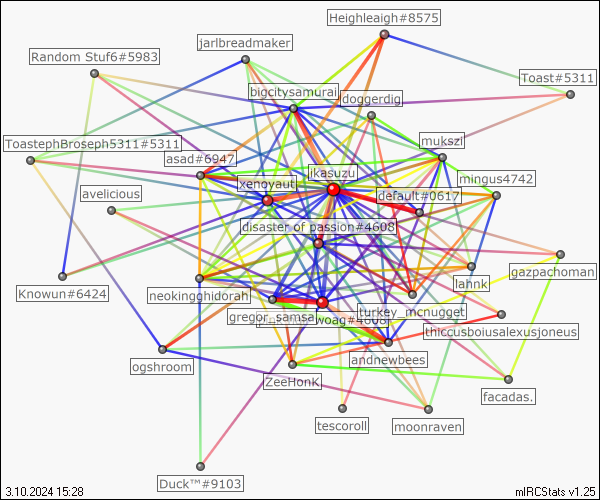 Heighleaigh#8575
jarlbreadmaker
Random Stuf6#5983
Toast#5311
bigcitysamurai
doggerdig
ToastephBroseph5311#5311
mukszi
asad#6947
jkasuzu
xenoyaut
mingus4742
avelicious
default#0617
disaster of passion#4608
gazpachoman
Knowun#6424
neokingghidorah
lahnk
gregor_samsa
woag#4608
turkey_mcnugget
thiccuboiusalexusjoneus
ogshroom
andnewbees
ZeeHonK
facadas.
tescoroll
moonraven
Duck™#9103
3.10.2024 15:28
mIRCStats v1.25